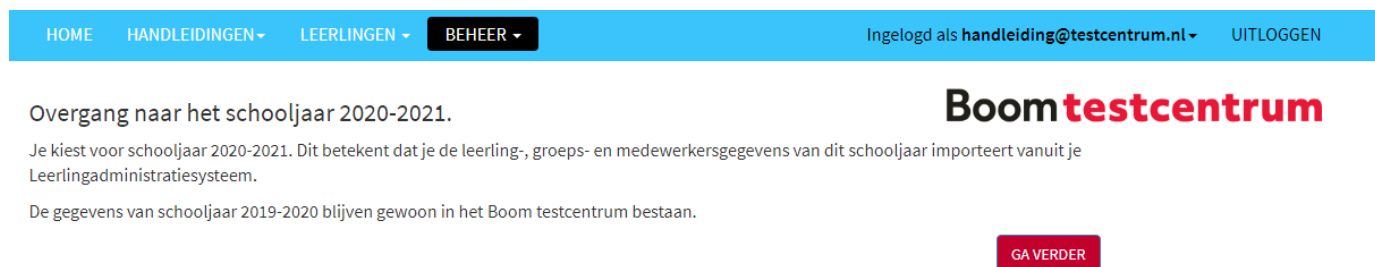 HOME HANDLEIDINGEN LEERLINGEN BEHEER Ingelogd als handleiding@testcentrum.nl UITLOGGEN
Boom testcentrum
Overgang naar het schooljaar 2020-2021.
Je kiest voor schooljaar 2020-2021. Dit betekent dat je de leerling-, groeps- en medewerkersgegevens van dit schooljaar importeert vanuit je
Leerlingadministratiesysteem.
De gegevens van schooljaar 2019-2020 blijven gewoon in het Boom testcentrum bestaan.
GA VERDER